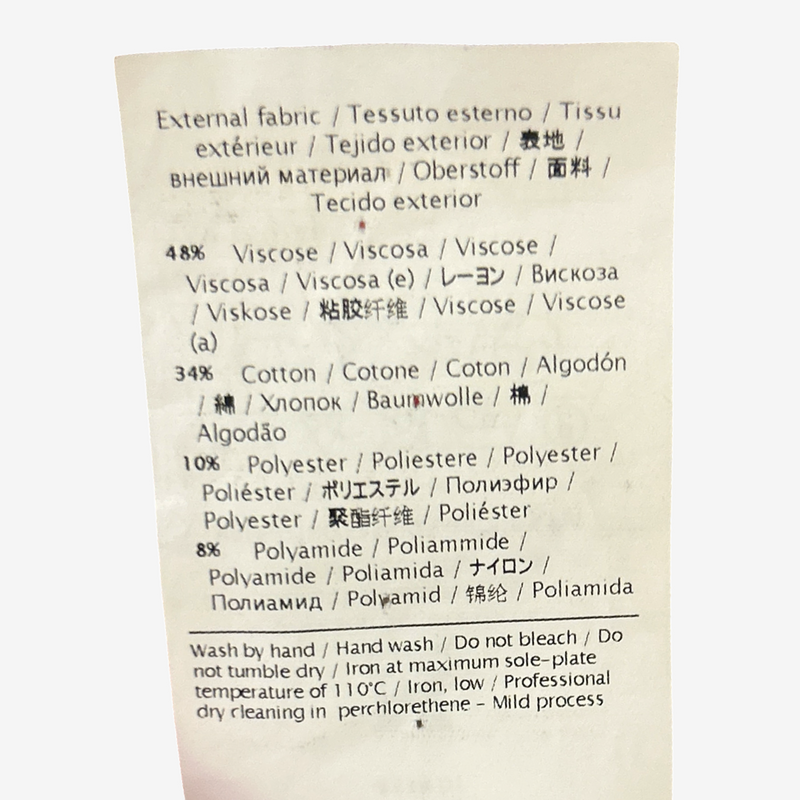 External fabric / Tessuto esterno / Tissu
extérieur / Tejido exterior / 表地 /
внешний материал / Oberstoff / 面料 /
Tecido exterior
48% Viscose / Viscosa / Viscose /
Viscosa / Viscosa (e) / レーヨン / Вискоза
/ Viskose / 粘胶纤维 / Viscose / Viscose
(a)
34% Cotton / Cotone / Coton / Algodón
/ 綿 / Хлопок / Baumwolle / 棉 /
Algodão
10% Polyester / Poliestere / Polyester /
Poliéster / ポリエステル / Полиэфир /
Polyester / 聚酯纤维 / Poliéster
8% Polyamide / Poliammide /
Polyamide / Poliamida / ナイロン /
Полиамид / Polyamid / 锦纶 / Poliamida
Wash by hand / Hand wash / Do not bleach / Do
not tumble dry / Iron at maximum sole-plate
temperature of 110°C / Iron, low / Professional
dry cleaning in perchlorethene - Mild process